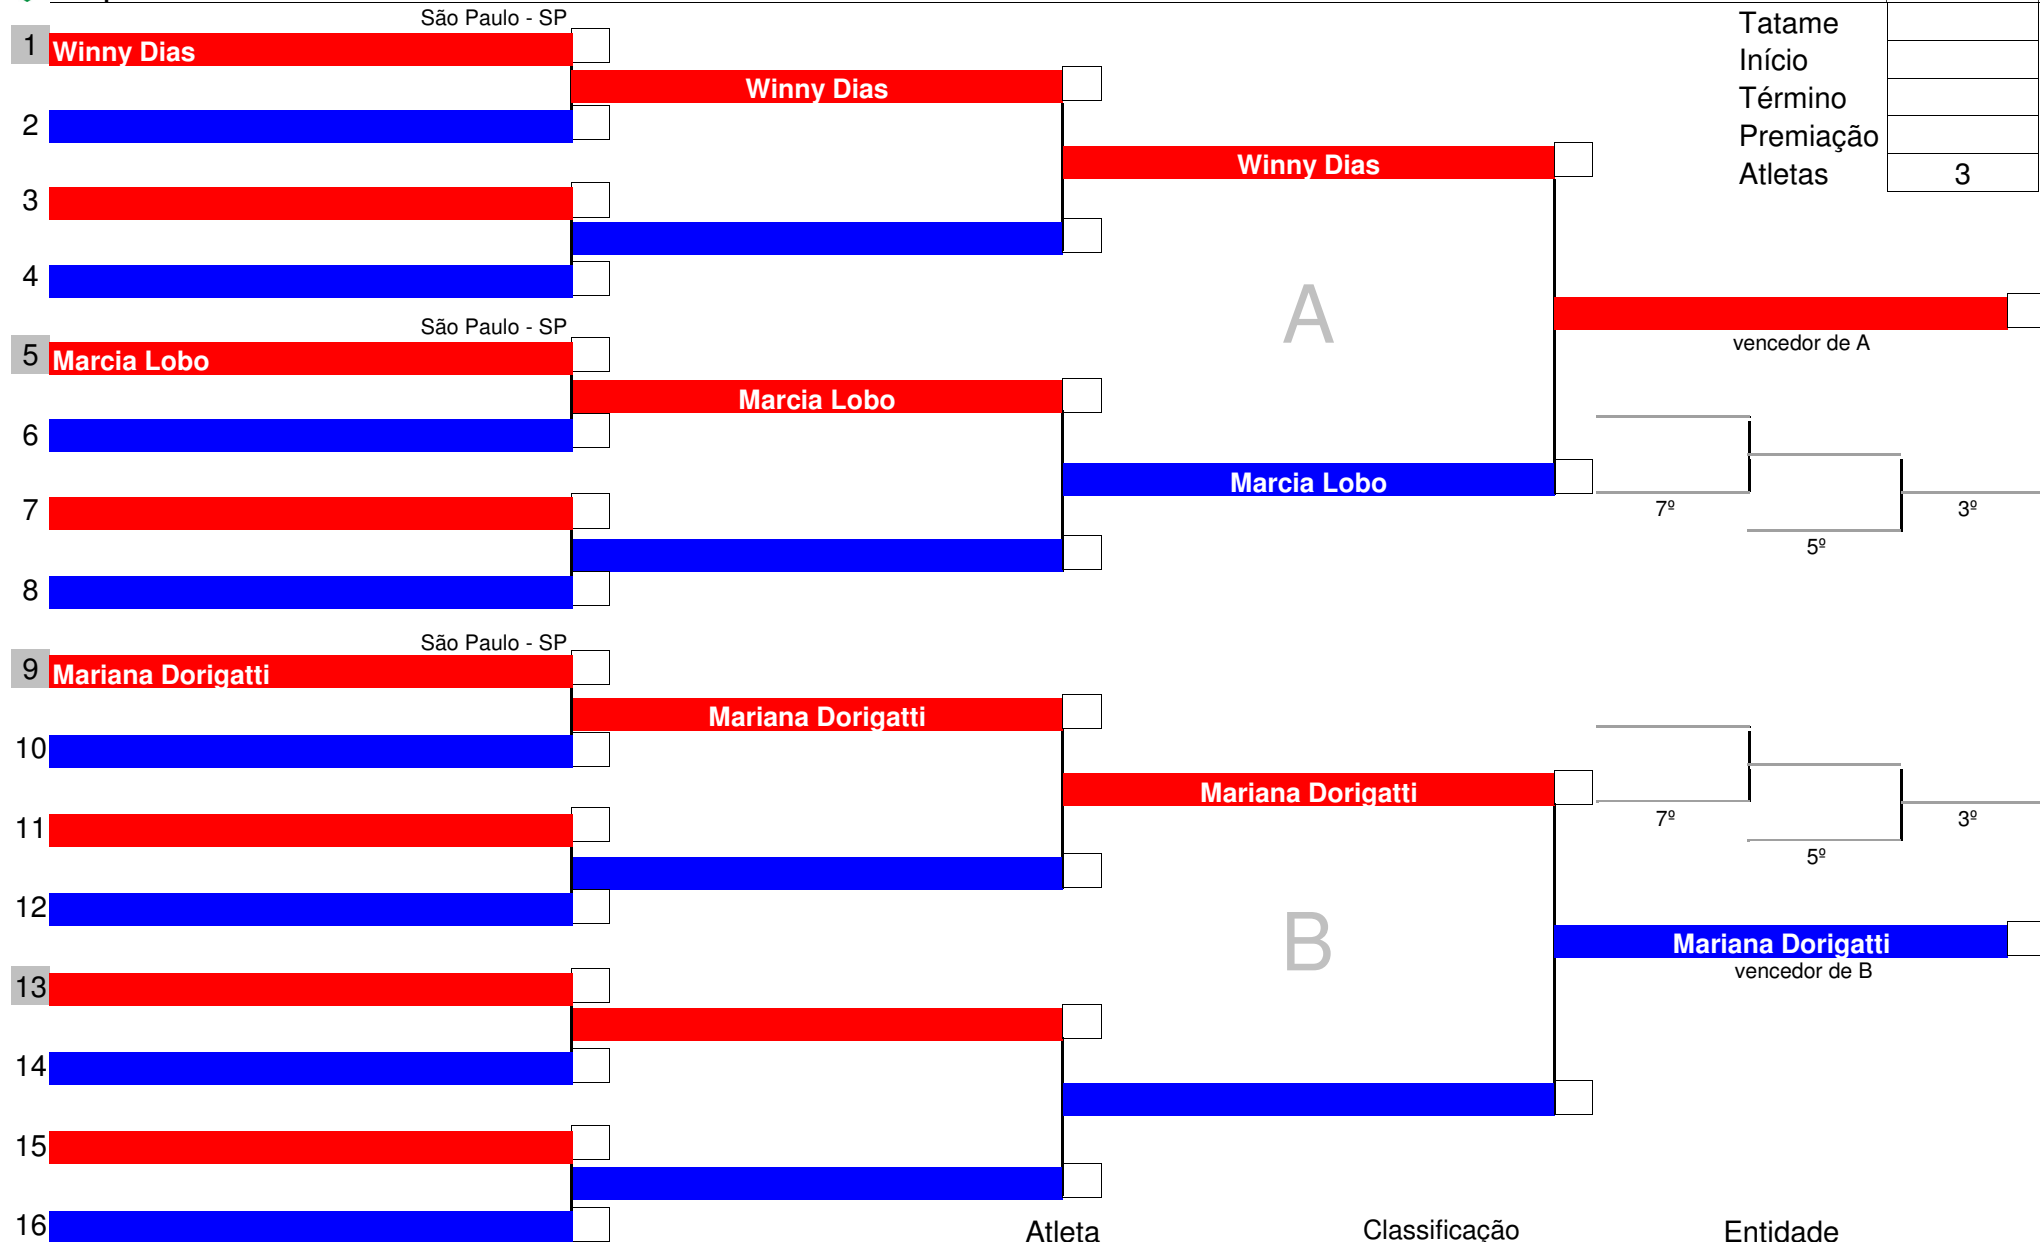 São Paulo - SP
1 Winny Dias
Winny Dias
2
Winny Dias
3
4
Tatame
Início
Término
Premiação
Atletas 3
A
vencedor de A
São Paulo - SP
5 Marcia Lobo
Marcia Lobo
6
Marcia Lobo
7
8
7º
3º
5º
São Paulo - SP
9 Mariana Dorigatti
Mariana Dorigatti
10
Mariana Dorigatti
11
12
7º
3º
5º
B
Mariana Dorigatti
vencedor de B
13
14
15
16
Atleta Classificação Entidade